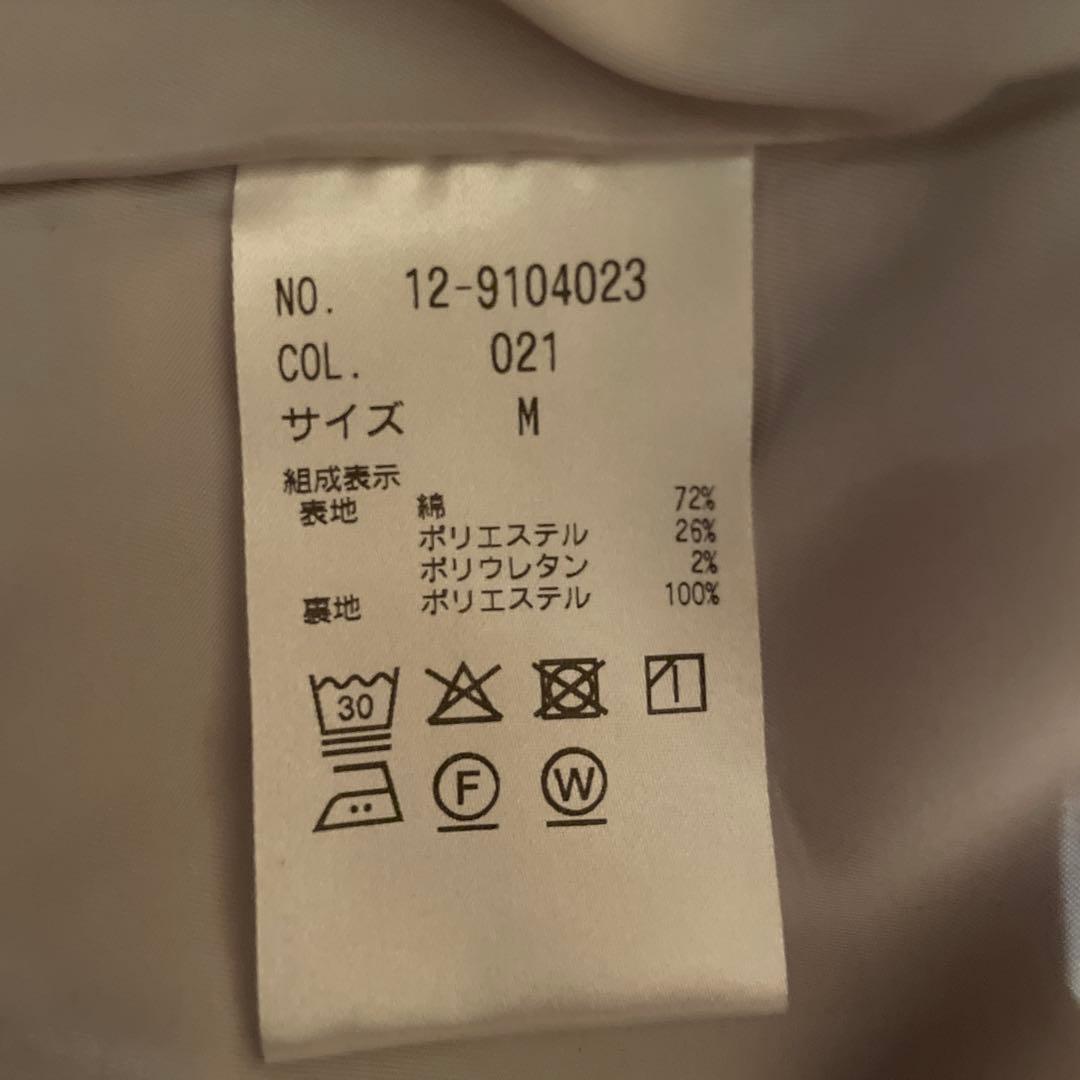 NO. 12-9104023
COL. 021
サイズ M
組成表示
表地 綿 72%
ポリエステル 26%
ポリウレタン 2%
裏地 ポリエステル 100%
30
F W